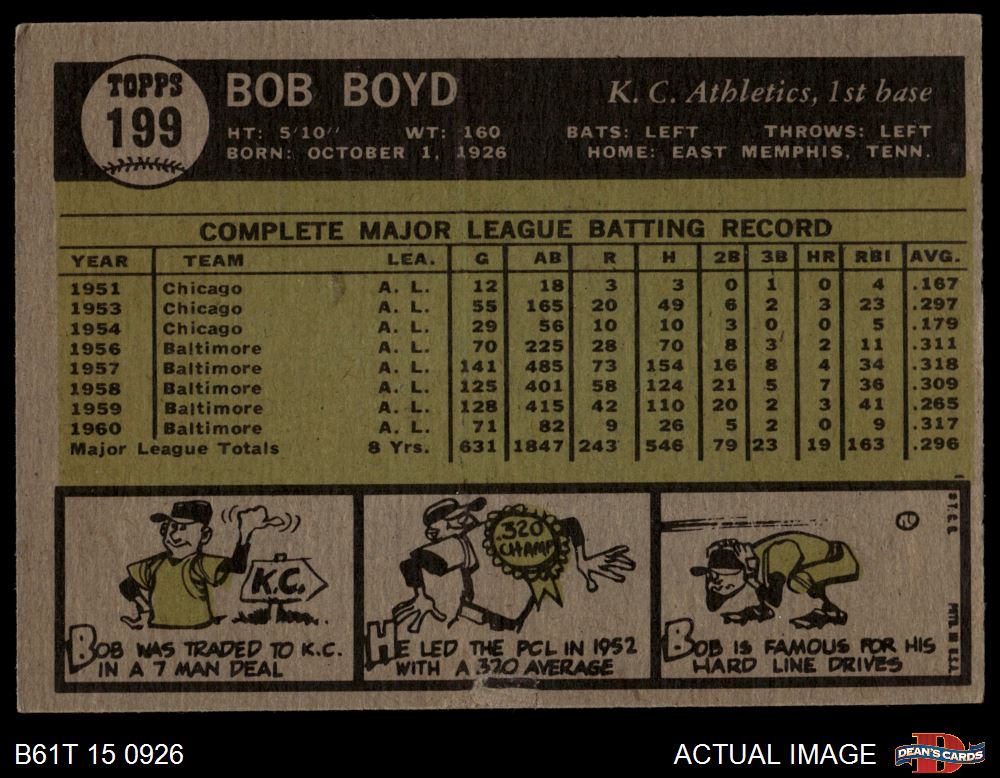 TOPPS
199
BOB BOYD
K. C. Athletics, 1st base
HT: 5'10" WT: 160 BATS: LEFT THROWS: LEFT
BORN: OCTOBER 1, 1926 HOME: EAST MEMPHIS, TENN.
COMPLETE MAJOR LEAGUE BATTING RECORD
YEAR TEAM LEA. G AB R H 2B 3B HR RBI AVG.
1951 Chicago A. L. 12 18 3 3 0 1 0 4 .167
1953 Chicago A. L. 55 165 20 49 6 2 3 23 .297
1954 Chicago A. L. 29 56 10 10 3 0 0 5 .179
1956 Baltimore A. L. 70 225 28 70 8 3 2 11 .311
1957 Baltimore A. L. 141 485 73 154 16 8 4 34 .318
1958 Baltimore A. L. 125 401 58 124 21 5 7 36 .309
1959 Baltimore A. L. 128 415 42 110 20 2 3 41 .265
1960 Baltimore A. L. 71 82 9 26 5 2 0 9 .317
Major League Totals 8 Yrs. 631 1847 243 546 79 23 19 163 .296
K.C.
BOB WAS TRADED TO K.C.
IN A 7 MAN DEAL
.320
CHAMP
HE LED THE PCL IN 1952
WITH A .320 AVERAGE
BOB IS FAMOUS FOR HIS
HARD LINE DRIVES
B61T 15 0926
ACTUAL IMAGE
DEAN'S CARDS